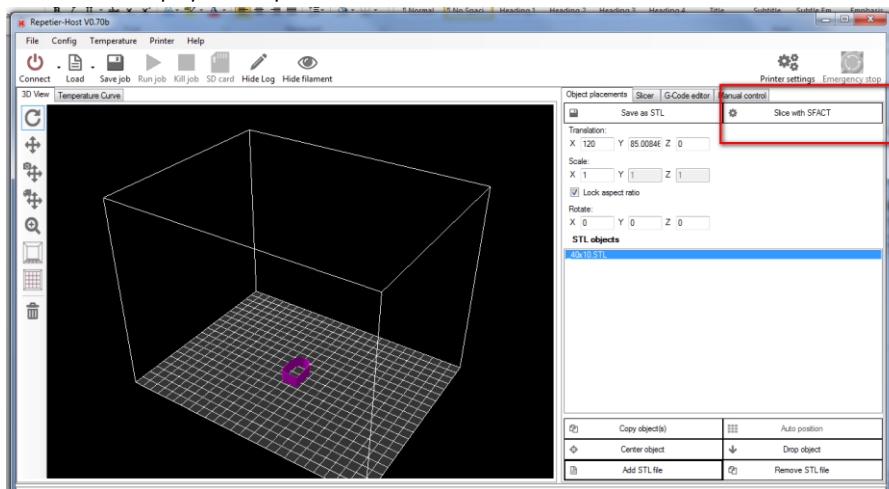 Normal No Spaci Heading 1 Heading 2 Heading 3 Heading 4 Title Subtitle Subtle Em Emphasis
Repetier-Host V0.70b
File Config Temperature Printer Help
Connect Load Save job Run job Kill job SD card Hide Log Hide filament Printer settings Emergency stop
3D View Temperature Curve
Object placements Slicer G-Code editor Manual control
Save as STL Slice with SFACT
Translation:
X 120 Y 85.0084 Z 0
Scale:
X 1 Y 1 Z 1
Lock aspect ratio
Rotate:
X 0 Y 0 Z 0
STL objects
40x10.STL
Copy object(s) Auto position
Center object Drop object
Add STL file Remove STL file